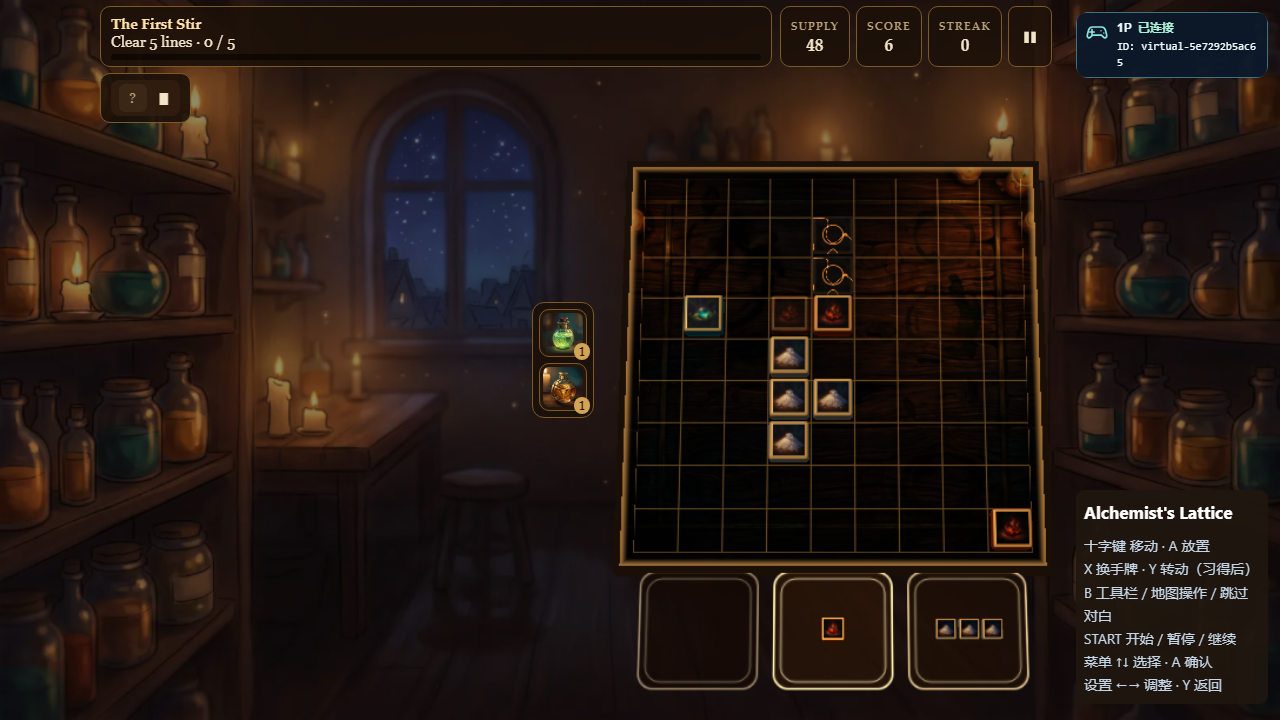 The First Stir
Clear 5 lines · 0 / 5
SUPPLY
48
SCORE
6
STREAK
0
1P 已连接
ID: virtual-5e7292b5ac6
5
?
1
1
Alchemist's Lattice
十字键 移动 · A 放置
X 换手牌 · Y 转动（习得后）
B 工具栏 / 地图操作 / 跳过
对白
START 开始 / 暂停 / 继续
菜单 ↑↓ 选择 · A 确认
设置 ←→ 调整 · Y 返回